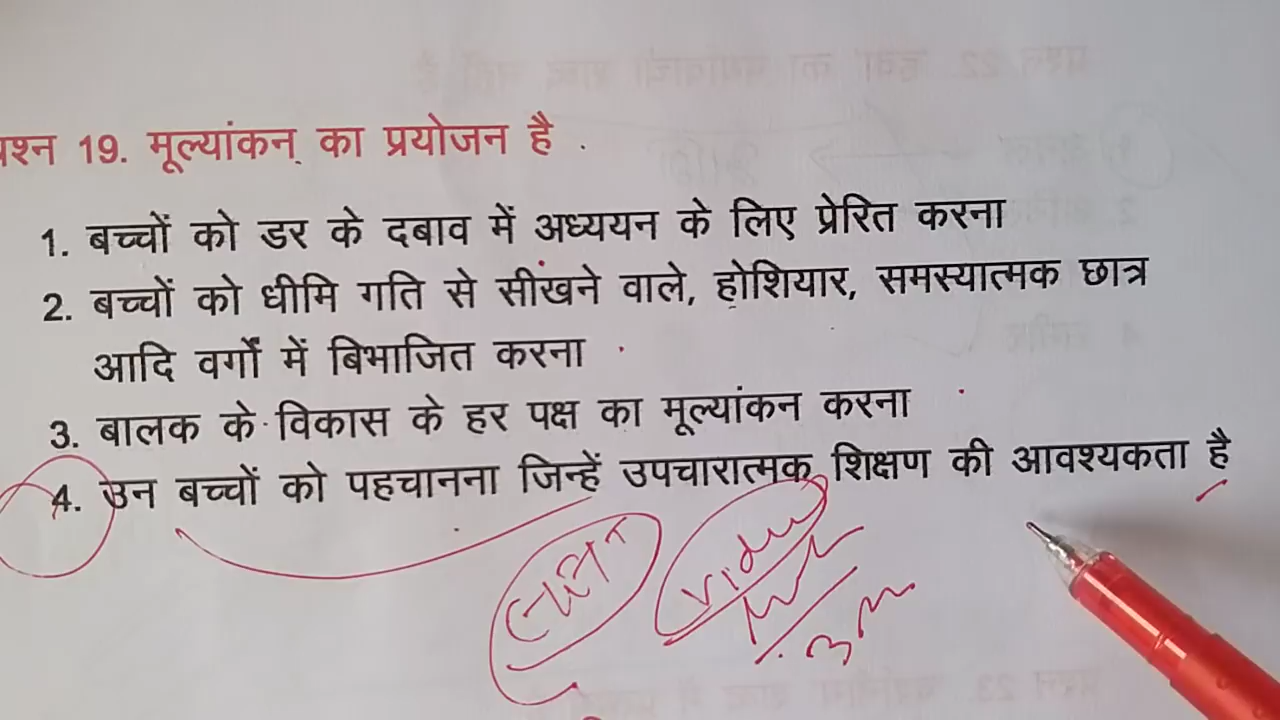 प्रश्न 19. मूल्यांकन का प्रयोजन है
1. बच्चों को डर के दबाव में अध्ययन के लिए प्रेरित करना
2. बच्चों को धीमि गति से सीखने वाले, होशियार, समस्यात्मक छात्र
आदि वर्गों में बिभाजित करना
3. बालक के विकास के हर पक्ष का मूल्यांकन करना
4. उन बच्चों को पहचानना जिन्हें उपचारात्मक शिक्षण की आवश्यकता है